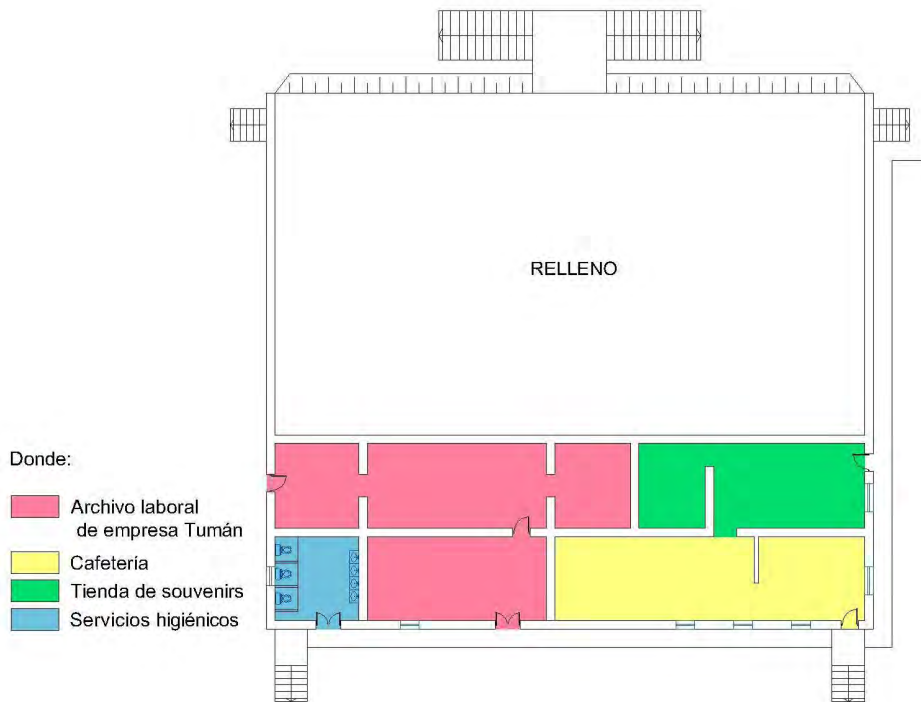 RELLENO
Donde:
Archivo laboral
de empresa Tumán
Cafetería
Tienda de souvenirs
Servicios higiénicos